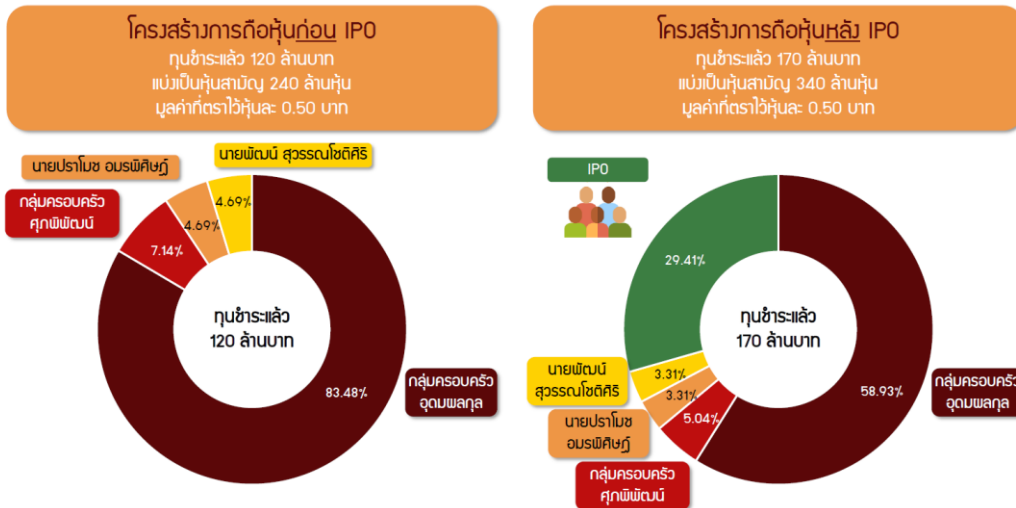 โครงสร้างการถือหุ้นก่อน IPO
ทุนชำระแล้ว 120 ล้านบาท
แบ่งเป็นหุ้นสามัญ 240 ล้านหุ้น
มูลค่าที่ตราไว้หุ้นละ 0.50 บาท
นายพัฒน์ สุวรรณโชติศิริ
นายปราโมช อมรพิศิษฏ์
กลุ่มครอบครัว
ศุภพิพัฒน์
4.69%
4.69%
7.14%
ทุนชำระแล้ว
120 ล้านบาท
83.48%
กลุ่มครอบครัว
อุดมผลกุล
โครงสร้างการถือหุ้นหลัง IPO
ทุนชำระแล้ว 170 ล้านบาท
แบ่งเป็นหุ้นสามัญ 340 ล้านหุ้น
มูลค่าที่ตราไว้หุ้นละ 0.50 บาท
IPO
29.41%
ทุนชำระแล้ว
170 ล้านบาท
นายพัฒน์
สุวรรณโชติศิริ
3.31%
3.31%
นายปราโมช
อมรพิศิษฏ์
5.04%
กลุ่มครอบครัว
ศุภพิพัฒน์
58.93%
กลุ่มครอบครัว
อุดมผลกุล